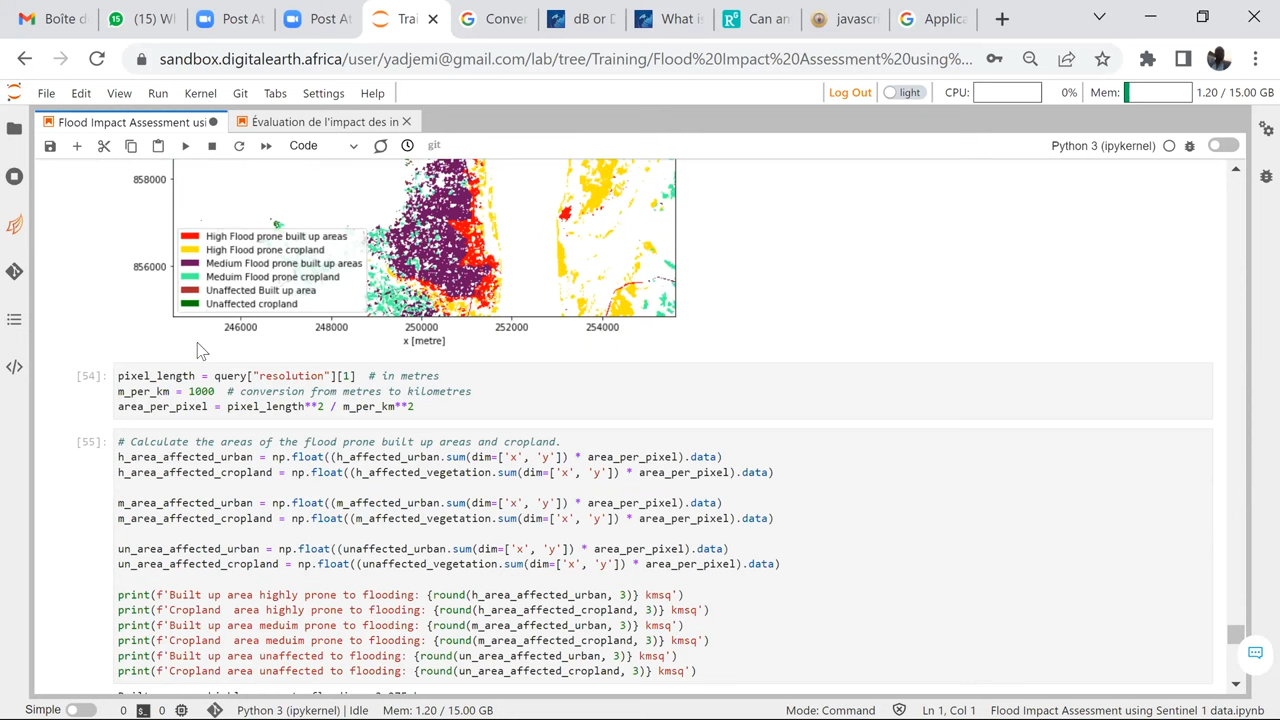 Boîte d
(15) W
Post At
Post At
Trai
Conver
dB or D
What is
Can an
javascri
Applica
sandbox.digitalearth.africa/user/yadjemi@gmail.com/lab/tree/Training/Flood%20Impact%20Assessment%20using%...
File Edit View Run Kernel Git Tabs Settings Help
Log Out light CPU: 0% Mem: 1.20 / 15.00 GB
Flood Impact Assessment usi
Évaluation de l'impact des in
Code git Python 3 (ipykernel)
858000
856000
High Flood prone built up areas
High Flood prone cropland
Medium Flood prone built up areas
Meduim Flood prone cropland
Unaffected Built up area
Unaffected cropland
246000 248000 250000 252000 254000
x [metre]
[54]: pixel_length = query["resolution"][1]  # in metres
m_per_km = 1000  # conversion from metres to kilometres
area_per_pixel = pixel_length**2 / m_per_km**2
[55]: # Calculate the areas of the flood prone built up areas and cropland.
h_area_affected_urban = np.float((h_affected_urban.sum(dim=['x', 'y']) * area_per_pixel).data)
h_area_affected_cropland = np.float((h_affected_vegetation.sum(dim=['x', 'y']) * area_per_pixel).data)
m_area_affected_urban = np.float((m_affected_urban.sum(dim=['x', 'y']) * area_per_pixel).data)
m_area_affected_cropland = np.float((m_affected_vegetation.sum(dim=['x', 'y']) * area_per_pixel).data)
un_area_affected_urban = np.float((unaffected_urban.sum(dim=['x', 'y']) * area_per_pixel).data)
un_area_affected_cropland = np.float((unaffected_vegetation.sum(dim=['x', 'y']) * area_per_pixel).data)
print(f'Built up area highly prone to flooding: {round(h_area_affected_urban, 3)} kmsq')
print(f'Cropland  area highly prone to flooding: {round(h_area_affected_cropland, 3)} kmsq')
print(f'Built up area meduim prone to flooding: {round(m_area_affected_urban, 3)} kmsq')
print(f'Cropland  area meduim prone to flooding: {round(m_area_affected_cropland, 3)} kmsq')
print(f'Built up area unaffected to flooding: {round(un_area_affected_urban, 3)} kmsq')
print(f'Cropland area unaffected to flooding: {round(un_area_affected_cropland, 3)} kmsq')
Simple 0 0 Python 3 (ipykernel) | Idle Mem: 1.20 / 15.00 GB Mode: Command Ln 1, Col 1 Flood Impact Assessment using Sentinel 1 data.ipynb